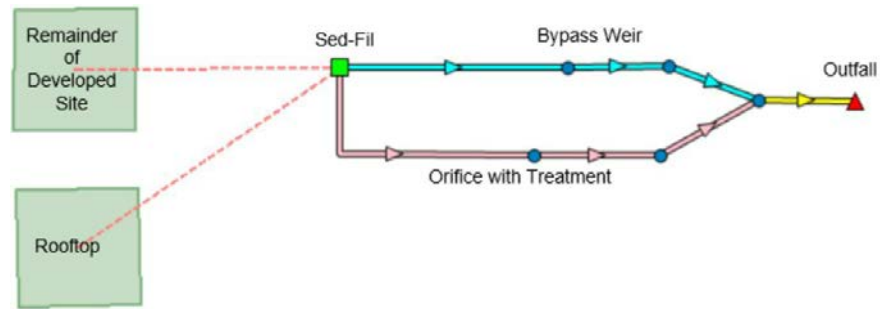 Remainder
of
Developed
Site
Sed-Fil
Bypass Weir
Outfall
Orifice with Treatment
Rooftop